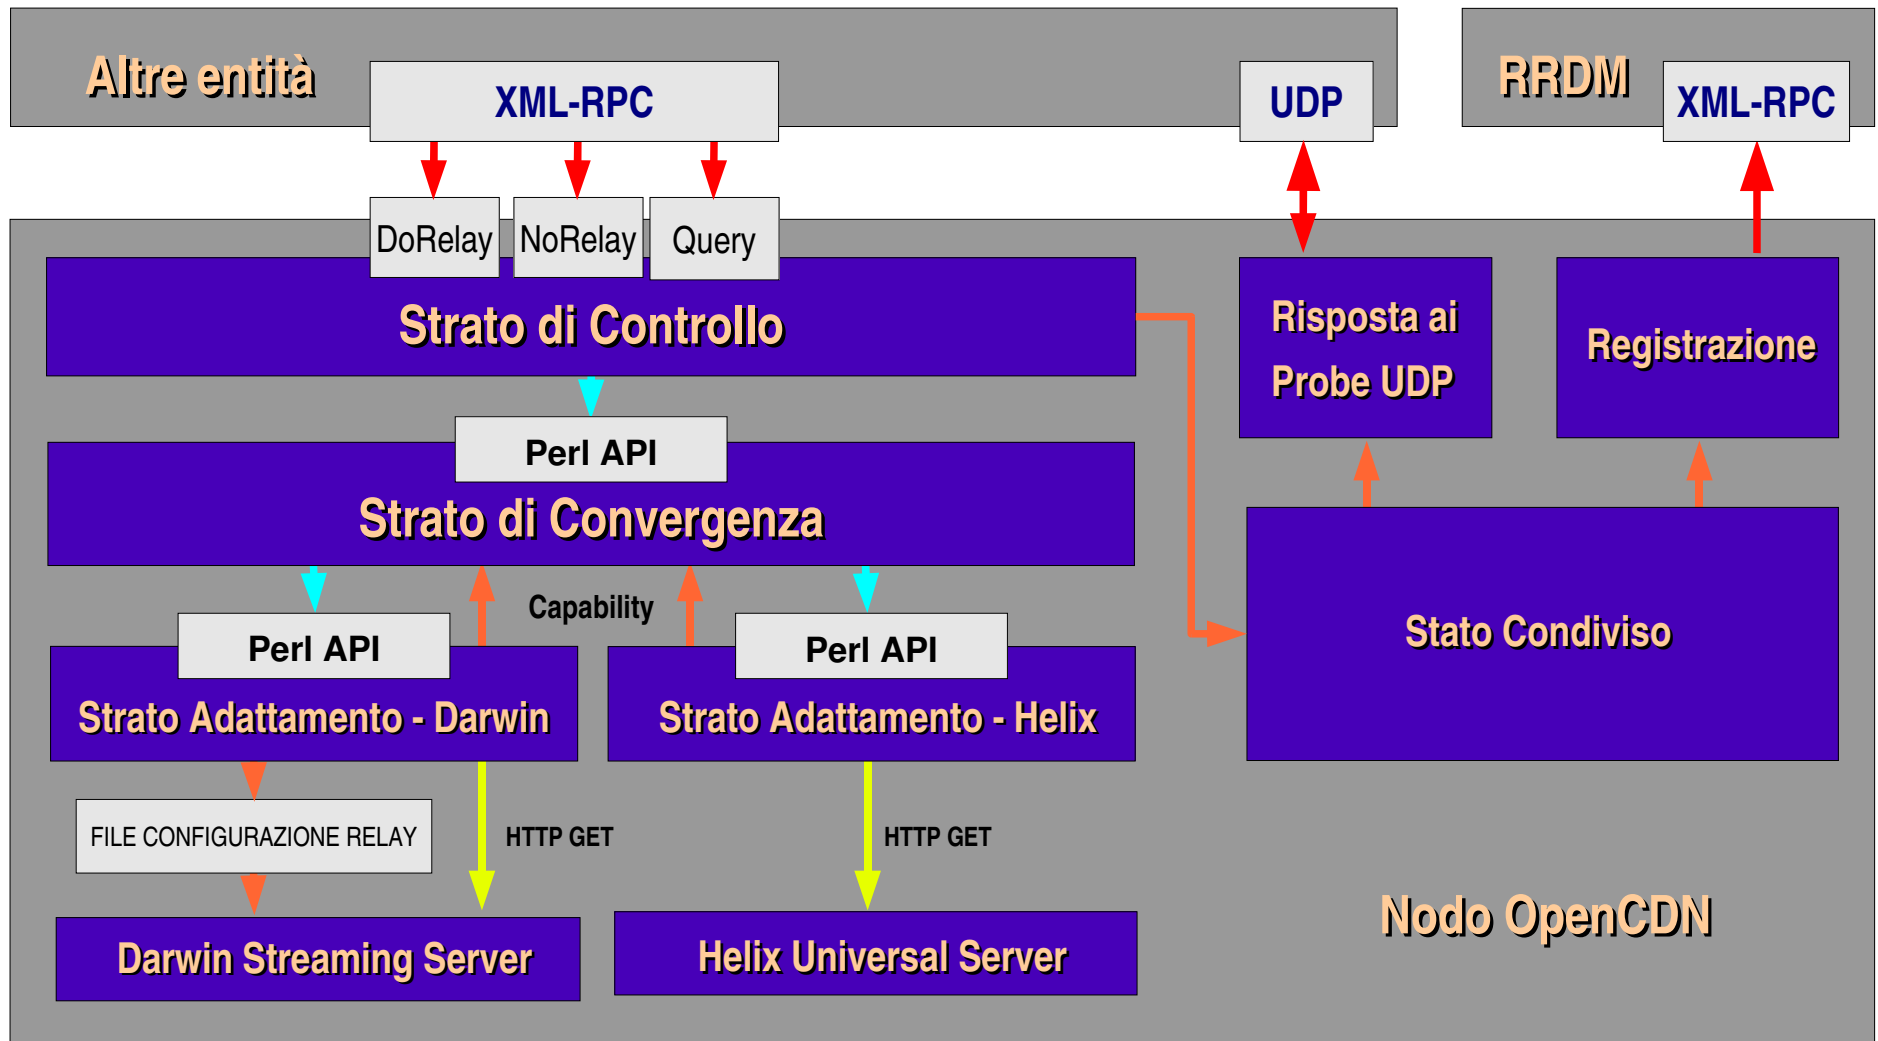 Altre entità
XML-RPC
UDP
RRDM
XML-RPC
DoRelay
NoRelay
Query
Strato di Controllo
Risposta ai
Probe UDP
Registrazione
Perl API
Strato di Convergenza
Capability
Perl API
Perl API
Stato Condiviso
Strato Adattamento - Darwin
Strato Adattamento - Helix
FILE CONFIGURAZIONE RELAY
HTTP GET
HTTP GET
Nodo OpenCDN
Darwin Streaming Server
Helix Universal Server